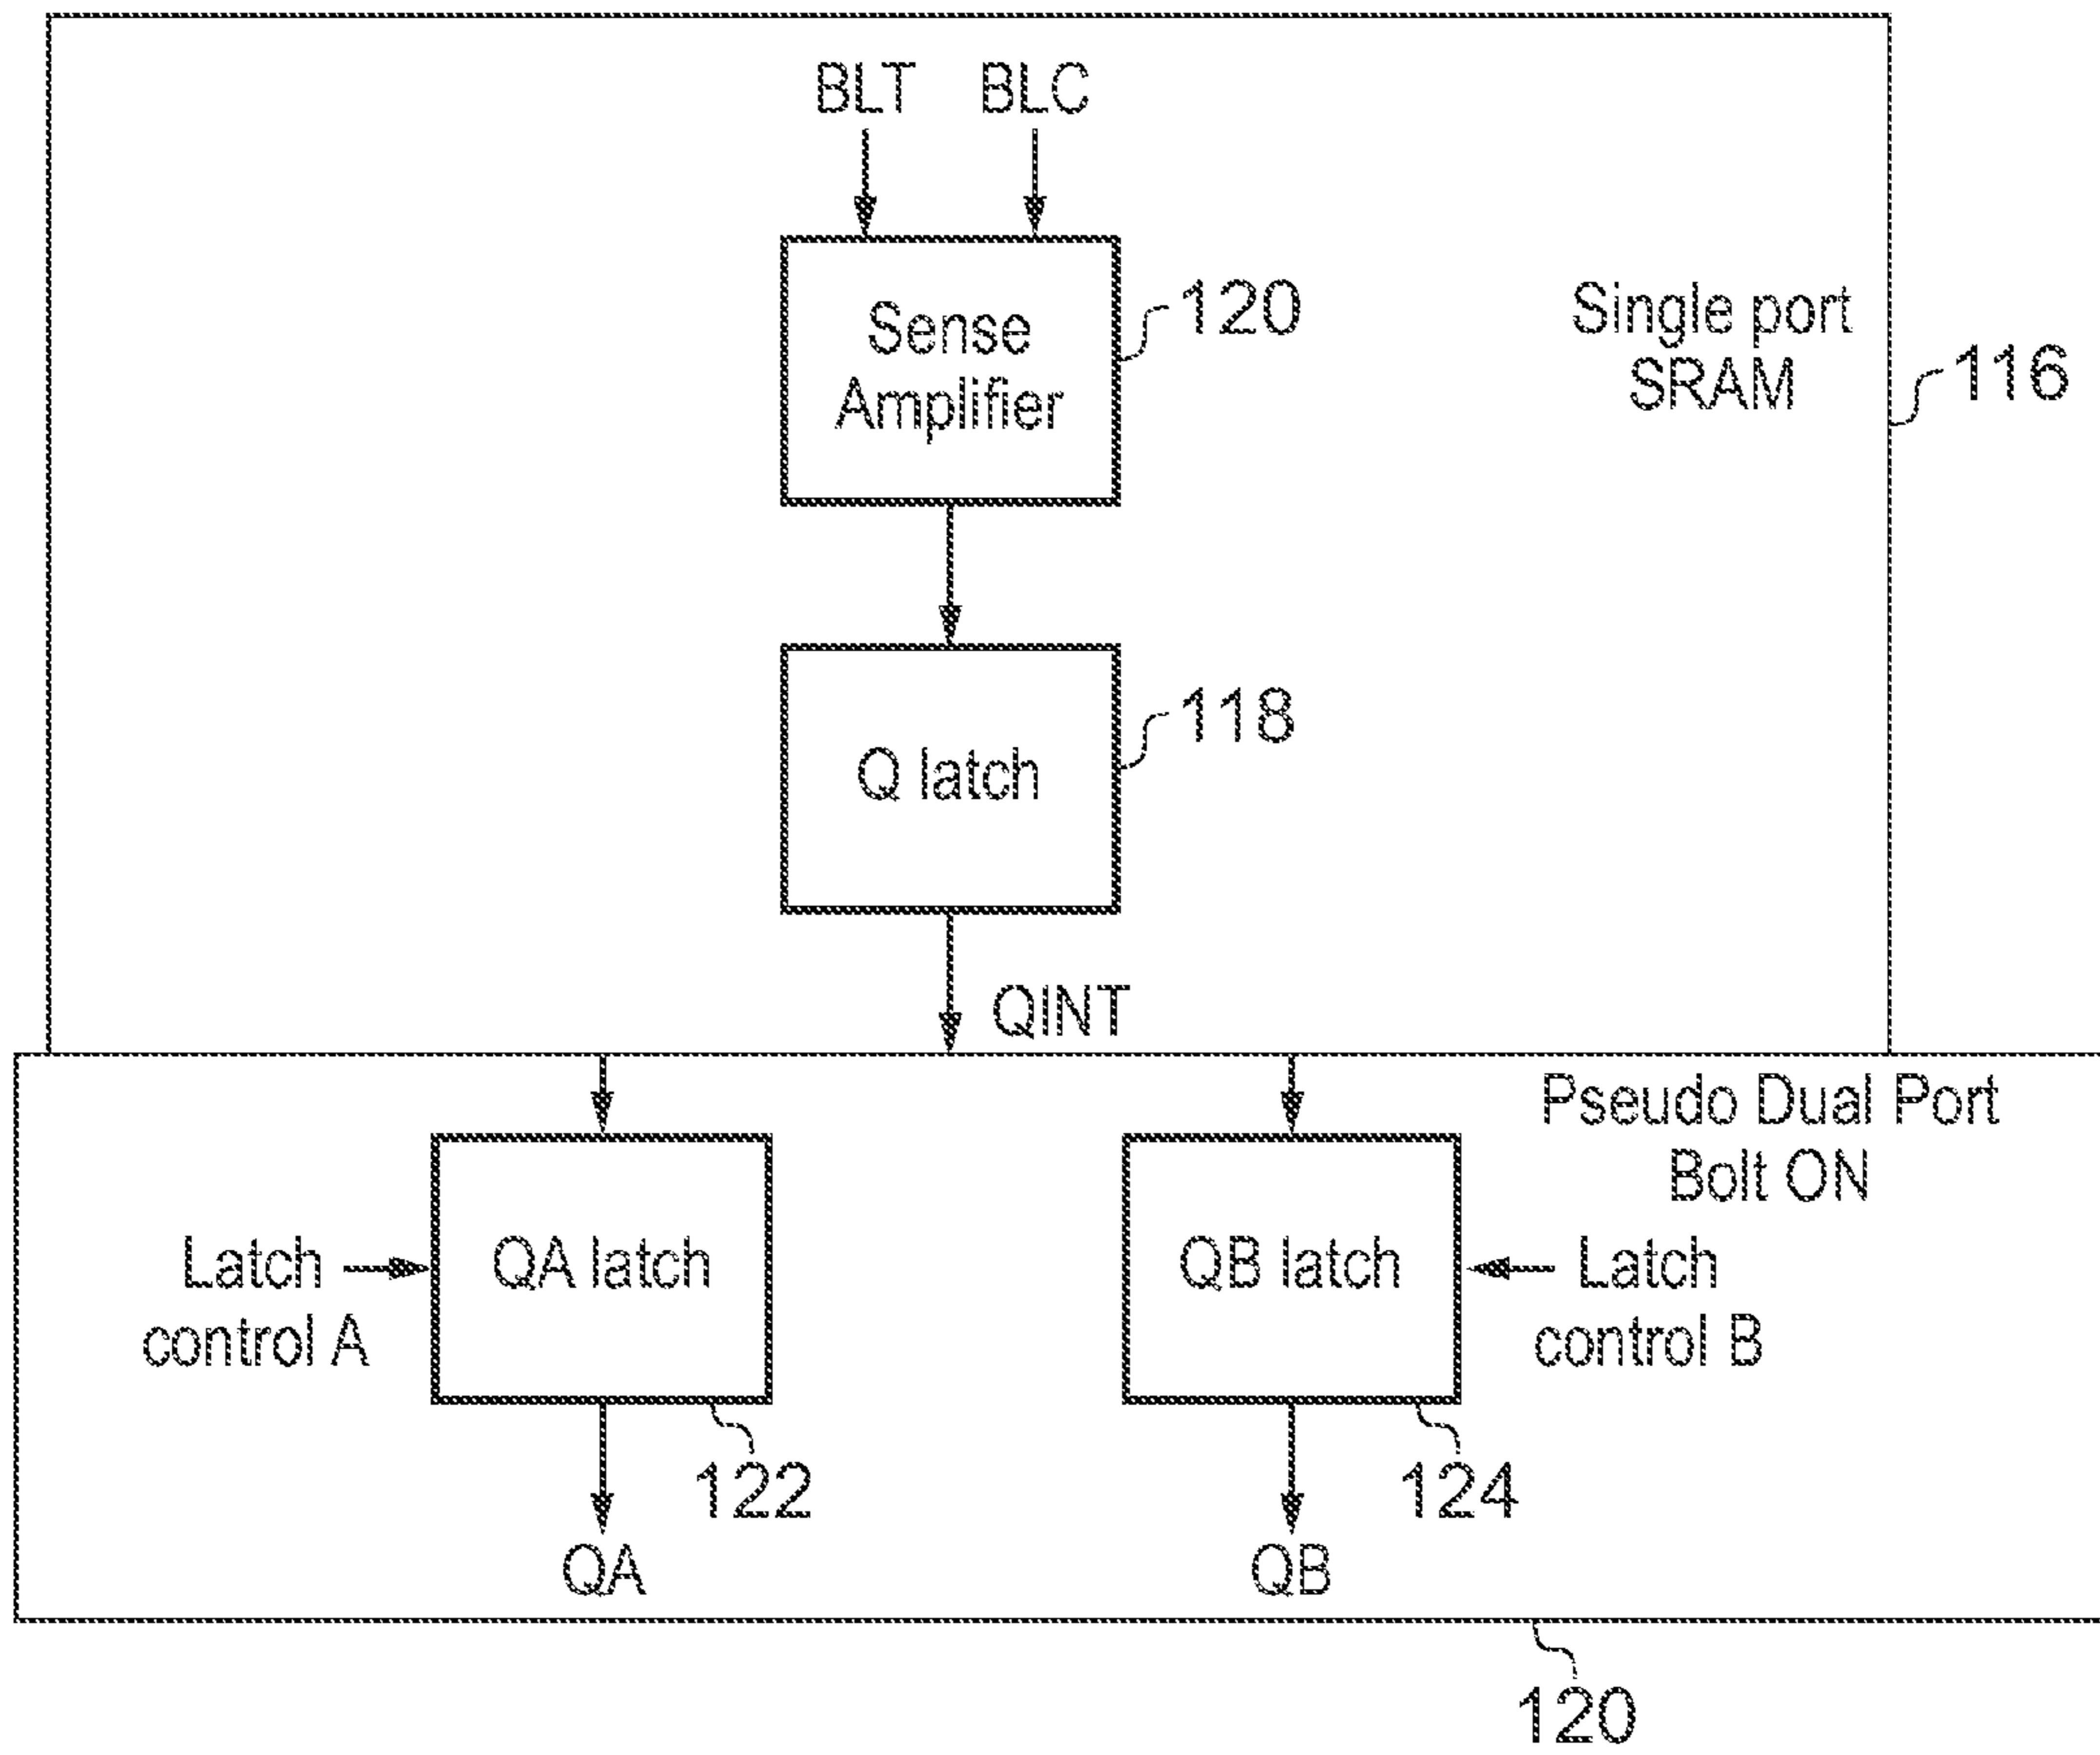 BLT BLC
Sense
Amplifier
120
Single port
SRAM
116
Q latch
118
QINT
Pseudo Dual Port
Bolt ON
Latch
control A
QA latch
QB latch
Latch
control B
122
124
QA
QB
120